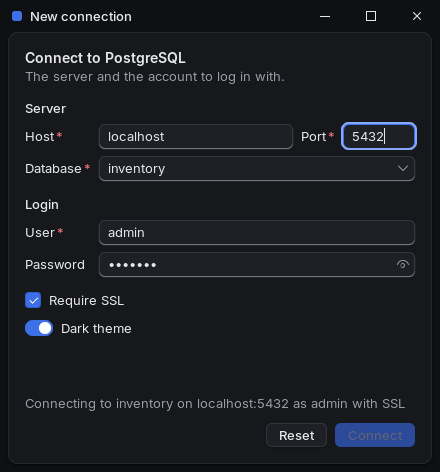 New connection
Connect to PostgreSQL
The server and the account to log in with.
Server
Host* localhost Port* 5432
Database* inventory
Login
User* admin
Password •••••••
Require SSL
Dark theme
Connecting to inventory on localhost:5432 as admin with SSL
Reset Connect